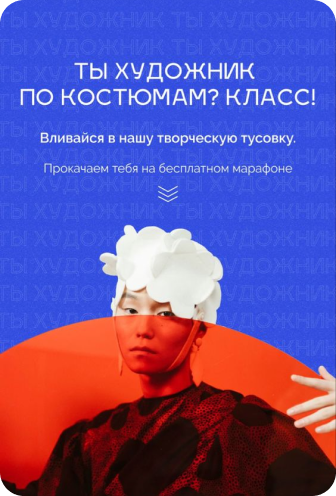 ТЫ ХУДОЖНИК
ПО КОСТЮМАМ? КЛАСС!
Вливайся в нашу творческую тусовку.
Прокачаем тебя на бесплатном марафоне